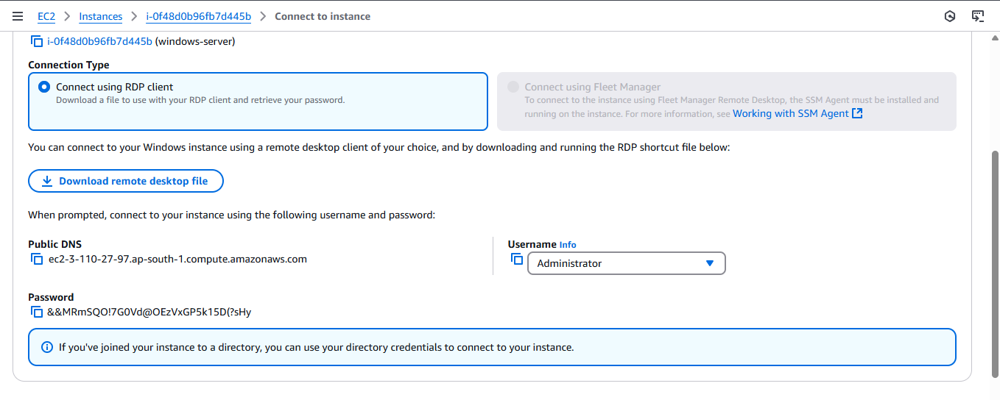 EC2 > Instances > i-0f48d0b96fb7d445b > Connect to instance
i-0f48d0b96fb7d445b (windows-server)
Connection Type
Connect using RDP client
Download a file to use with your RDP client and retrieve your password.
Connect using Fleet Manager
To connect to the instance using Fleet Manager Remote Desktop, the SSM Agent must be installed and
running on the instance. For more information, see Working with SSM Agent
You can connect to your Windows instance using a remote desktop client of your choice, and by downloading and running the RDP shortcut file below:
Download remote desktop file
When prompted, connect to your instance using the following username and password:
Public DNS
ec2-3-110-27-97.ap-south-1.compute.amazonaws.com
Username Info
Administrator
Password
&&MRmSQO!7G0Vd@OEzVxGP5k15D(?sHy
If you've joined your instance to a directory, you can use your directory credentials to connect to your instance.